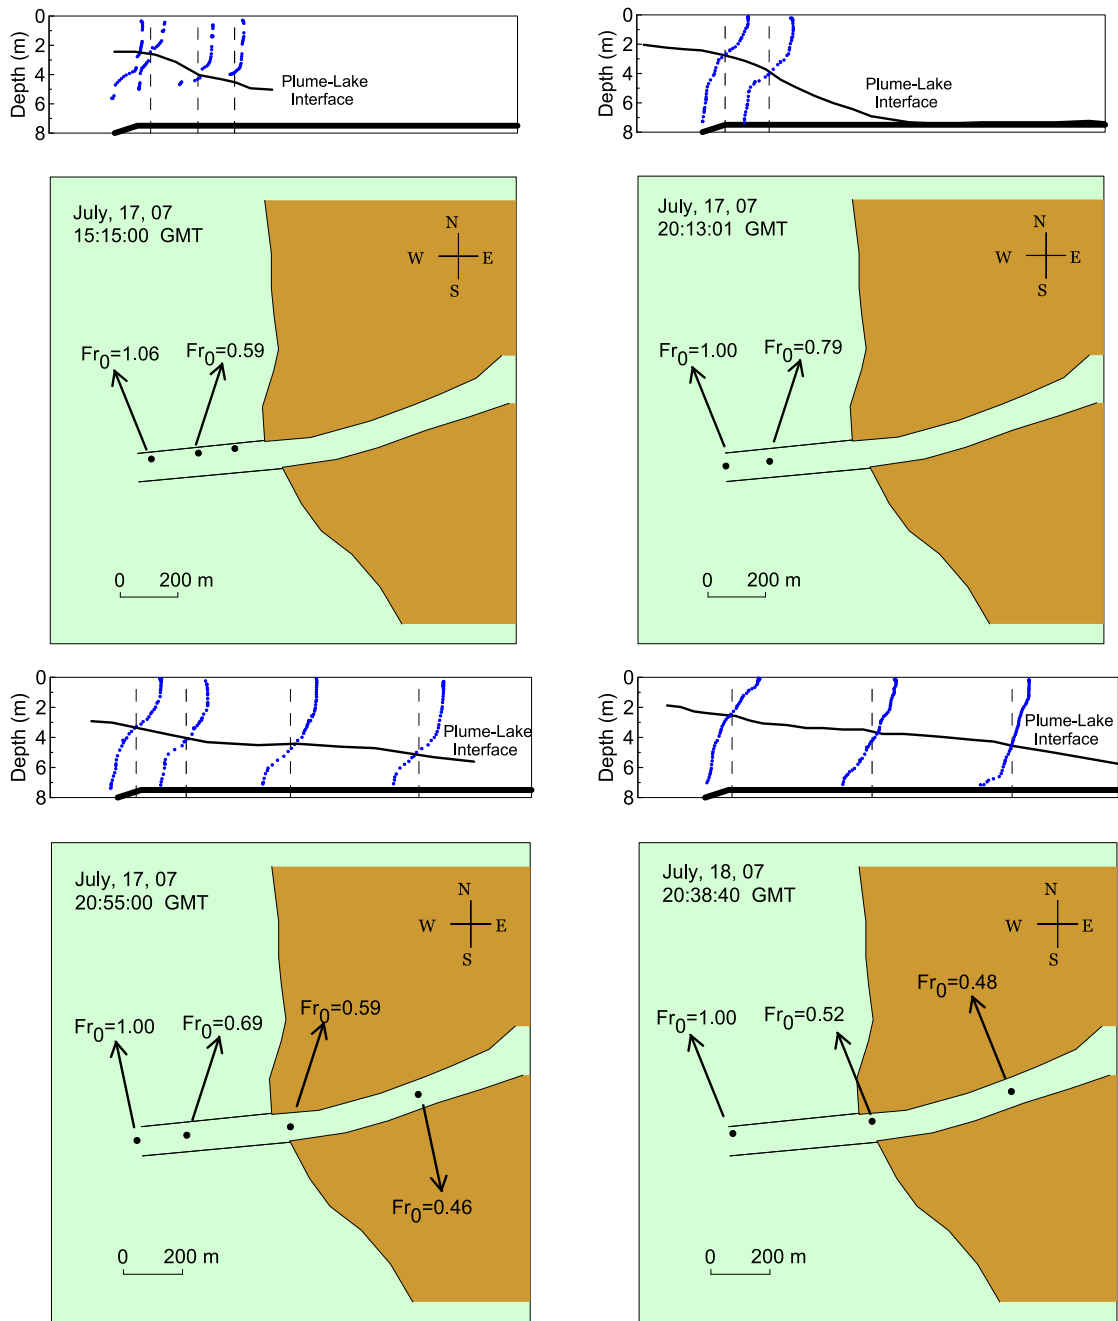 0
2
4
6
8
Depth (m)
Plume-Lake
Interface
0
2
4
6
8
Depth (m)
Plume-Lake
Interface
July, 17, 07
15:15:00 GMT
N
W E
S
Fr0=1.06
Fr0=0.59
0 200 m
July, 17, 07
20:13:01 GMT
N
W E
S
Fr0=1.00
Fr0=0.79
0 200 m
0
2
4
6
8
Depth (m)
Plume-Lake
Interface
0
2
4
6
8
Depth (m)
Plume-Lake
Interface
July, 17, 07
20:55:00 GMT
N
W E
S
Fr0=1.00
Fr0=0.69
Fr0=0.59
Fr0=0.46
0 200 m
July, 18, 07
20:38:40 GMT
N
W E
S
Fr0=1.00
Fr0=0.52
Fr0=0.48
0 200 m